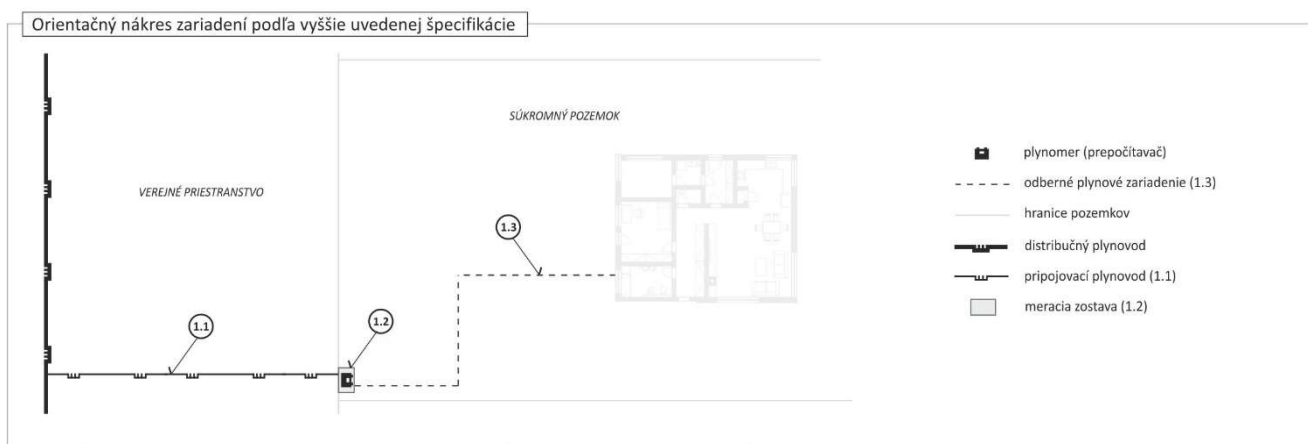 Orientačný nákres zariadení podľa vyššie uvedenej špecifikácie
SÚKROMNÝ POZEMOK
VEREJNÉ PRIESTRANSTVO
1.3
1.1
1.2
plynomer (prepočítavač)
odberné plynové zariadenie (1.3)
hranice pozemkov
distribučný plynovod
pripojovací plynovod (1.1)
meracia zostava (1.2)